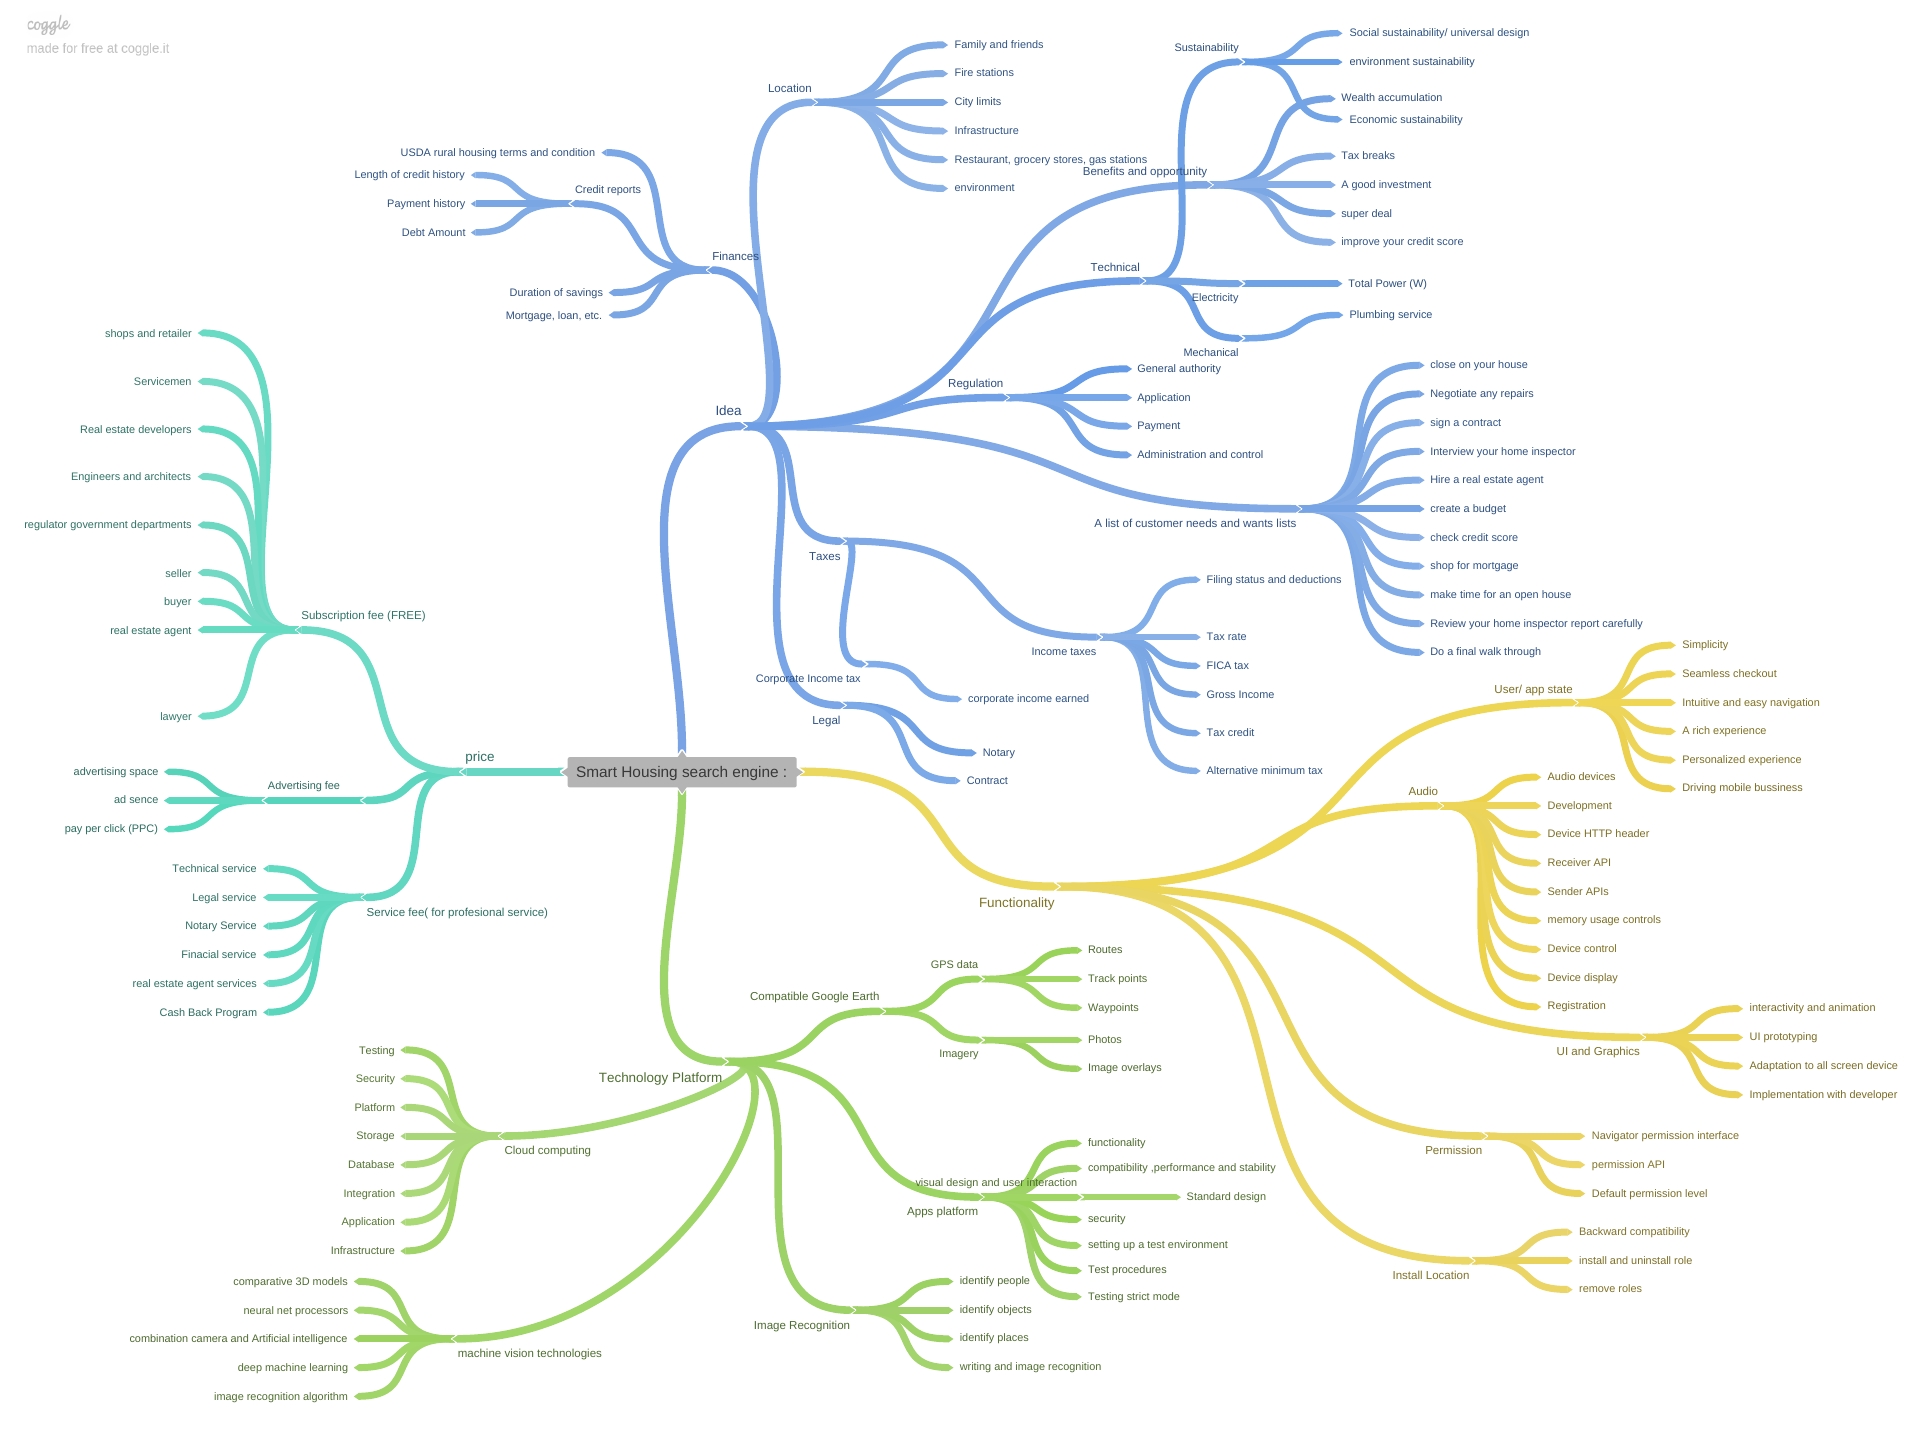 coggle
made for free at coggle.it
Smart Housing search engine :
Idea
Location
Family and friends
Fire stations
City limits
Infrastructure
Restaurant, grocery stores, gas stations
environment
Finances
USDA rural housing terms and condition
Credit reports
Length of credit history
Payment history
Debt Amount
Duration of savings
Mortgage, loan, etc.
Benefits and opportunity
Wealth accumulation
Tax breaks
A good investment
super deal
improve your credit score
Technical
Sustainability
Social sustainability/ universal design
environment sustainability
Economic sustainability
Electricity
Total Power (W)
Mechanical
Plumbing service
Regulation
General authority
Application
Payment
Administration and control
A list of customer needs and wants lists
close on your house
Negotiate any repairs
sign a contract
Interview your home inspector
Hire a real estate agent
create a budget
check credit score
shop for mortgage
make time for an open house
Review your home inspector report carefully
Do a final walk through
Taxes
Income taxes
Filing status and deductions
Tax rate
FICA tax
Gross Income
Tax credit
Alternative minimum tax
Corporate Income tax
corporate income earned
Legal
Notary
Contract
price
Subscription fee (FREE)
shops and retailer
Servicemen
Real estate developers
Engineers and architects
regulator government departments
seller
buyer
real estate agent
lawyer
Advertising fee
advertising space
ad sence
pay per click (PPC)
Service fee( for profesional service)
Technical service
Legal service
Notary Service
Finacial service
real estate agent services
Cash Back Program
Functionality
User/ app state
Simplicity
Seamless checkout
Intuitive and easy navigation
A rich experience
Personalized experience
Driving mobile bussiness
Audio
Audio devices
Development
Device HTTP header
Receiver API
Sender APIs
memory usage controls
Device control
Device display
Registration
UI and Graphics
interactivity and animation
UI prototyping
Adaptation to all screen device
Implementation with developer
Permission
Navigator permission interface
permission API
Default permission level
Install Location
Backward compatibility
install and uninstall role
remove roles
Technology Platform
Compatible Google Earth
GPS data
Routes
Track points
Waypoints
Imagery
Photos
Image overlays
Apps platform
functionality
compatibility ,performance and stability
visual design and user interaction
Standard design
security
setting up a test environment
Test procedures
Testing strict mode
Image Recognition
identify people
identify objects
identify places
writing and image recognition
Cloud computing
Testing
Security
Platform
Storage
Database
Integration
Application
Infrastructure
machine vision technologies
comparative 3D models
neural net processors
combination camera and Artificial intelligence
deep machine learning
image recognition algorithm